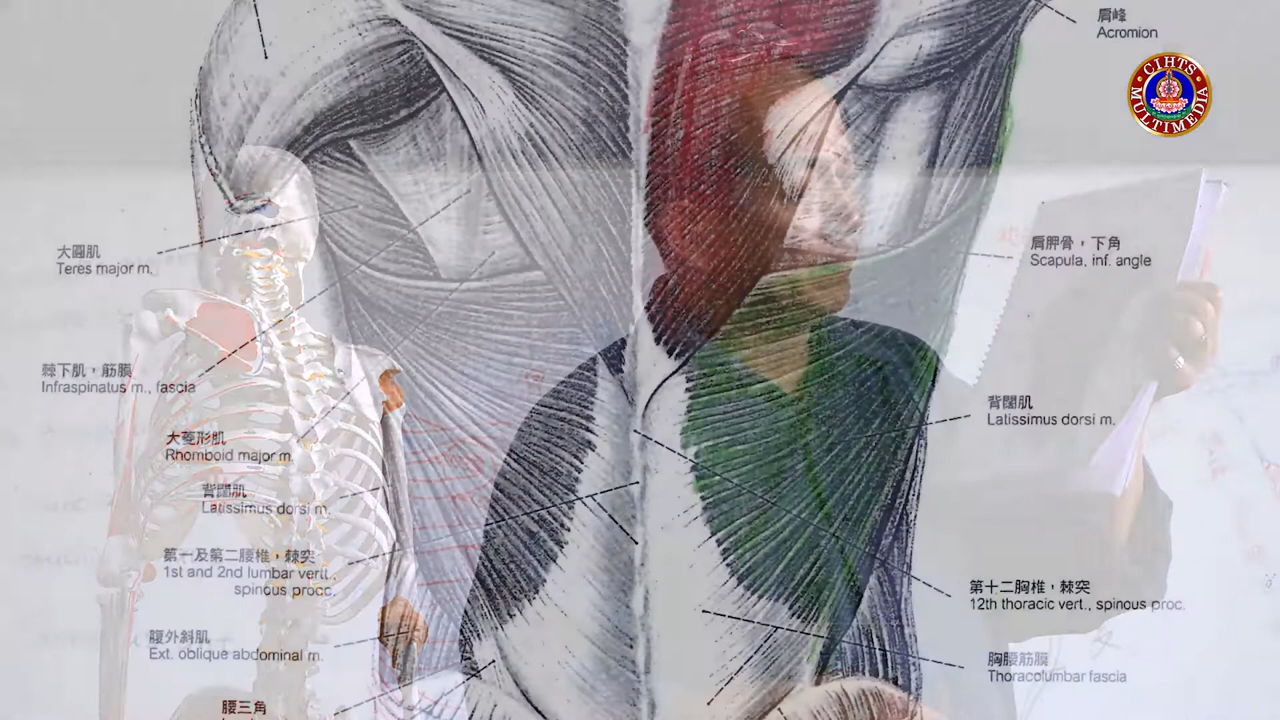 肩峰
Acromion
CIHTS
MULTIMEDIA
大圓肌
Teres major m.
肩胛骨，下角
Scapula, inf. angle
棘下肌，筋膜
Infraspinatus m., fascia
背闊肌
Latissimus dorsi m.
大菱形肌
Rhomboid major m.
背闊肌
Latissimus dorsi m.
第一及第二腰椎，棘突
1st and 2nd lumbar vert.,
spinous procc.
第十二胸椎，棘突
12th thoracic vert., spinous proc.
腹外斜肌
Ext. oblique abdominal m.
胸腰筋膜
Thoracolumbar fascia
腰三角